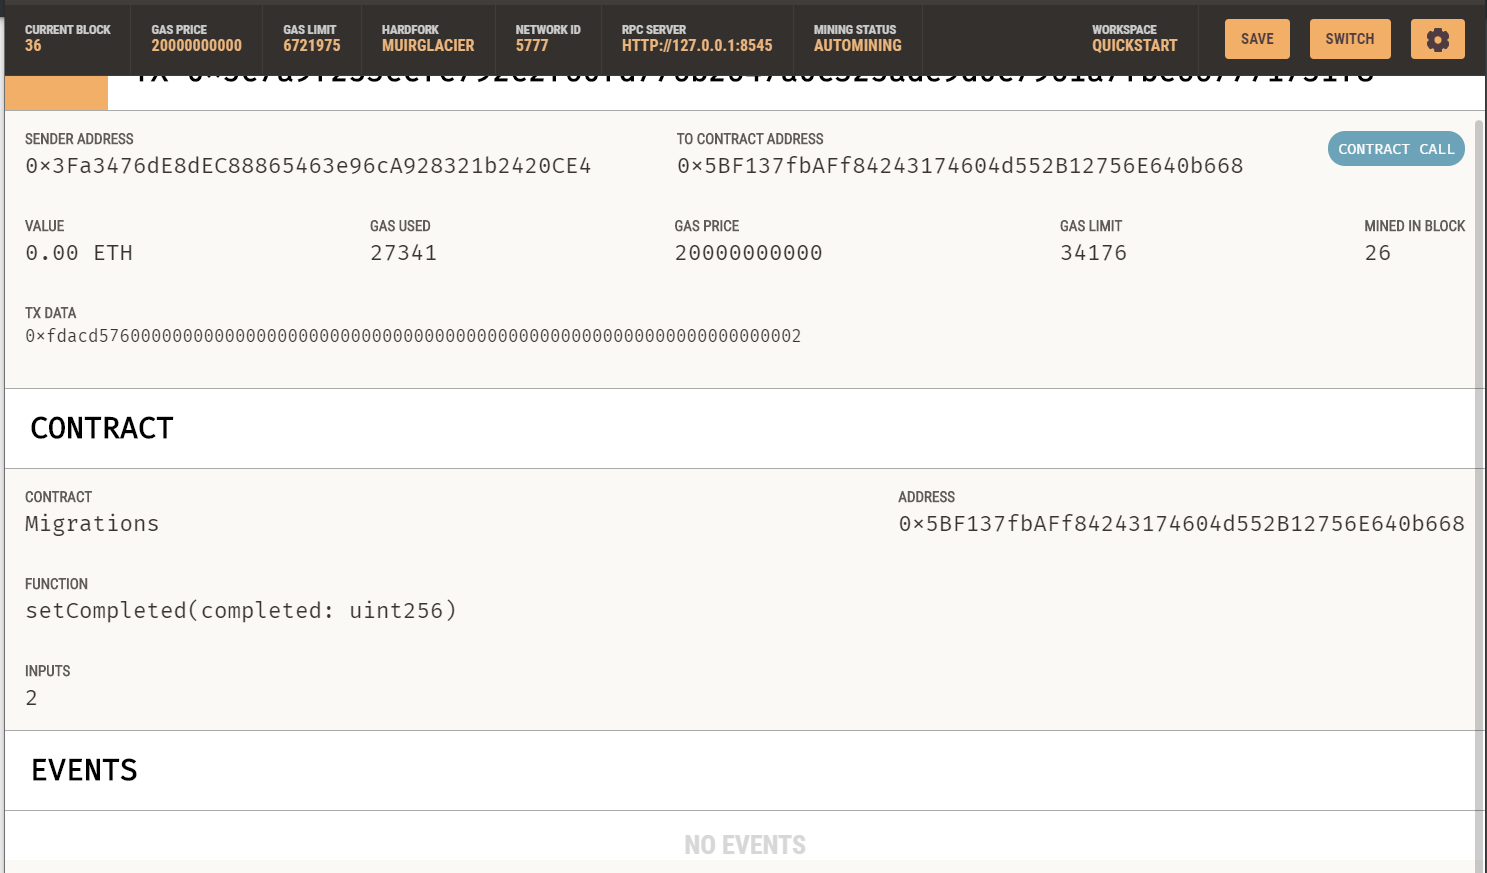 CURRENT BLOCK
36
GAS PRICE
20000000000
GAS LIMIT
6721975
HARDFORK
MUIRGLACIER
NETWORK ID
5777
RPC SERVER
HTTP://127.0.0.1:8545
MINING STATUS
AUTOMINING
WORKSPACE
QUICKSTART
SAVE
SWITCH
SENDER ADDRESS
0×3Fa3476dE8dEC88865463e96cA928321b2420CE4
TO CONTRACT ADDRESS
0×5BF137fbAFf84243174604d552B12756E640b668
CONTRACT CALL
VALUE
0.00 ETH
GAS USED
27341
GAS PRICE
20000000000
GAS LIMIT
34176
MINED IN BLOCK
26
TX DATA
0×fdacd5760000000000000000000000000000000000000000000000000000000000000002
CONTRACT
CONTRACT
Migrations
ADDRESS
0×5BF137fbAFf84243174604d552B12756E640b668
FUNCTION
setCompleted(completed: uint256)
INPUTS
2
EVENTS
NO EVENTS